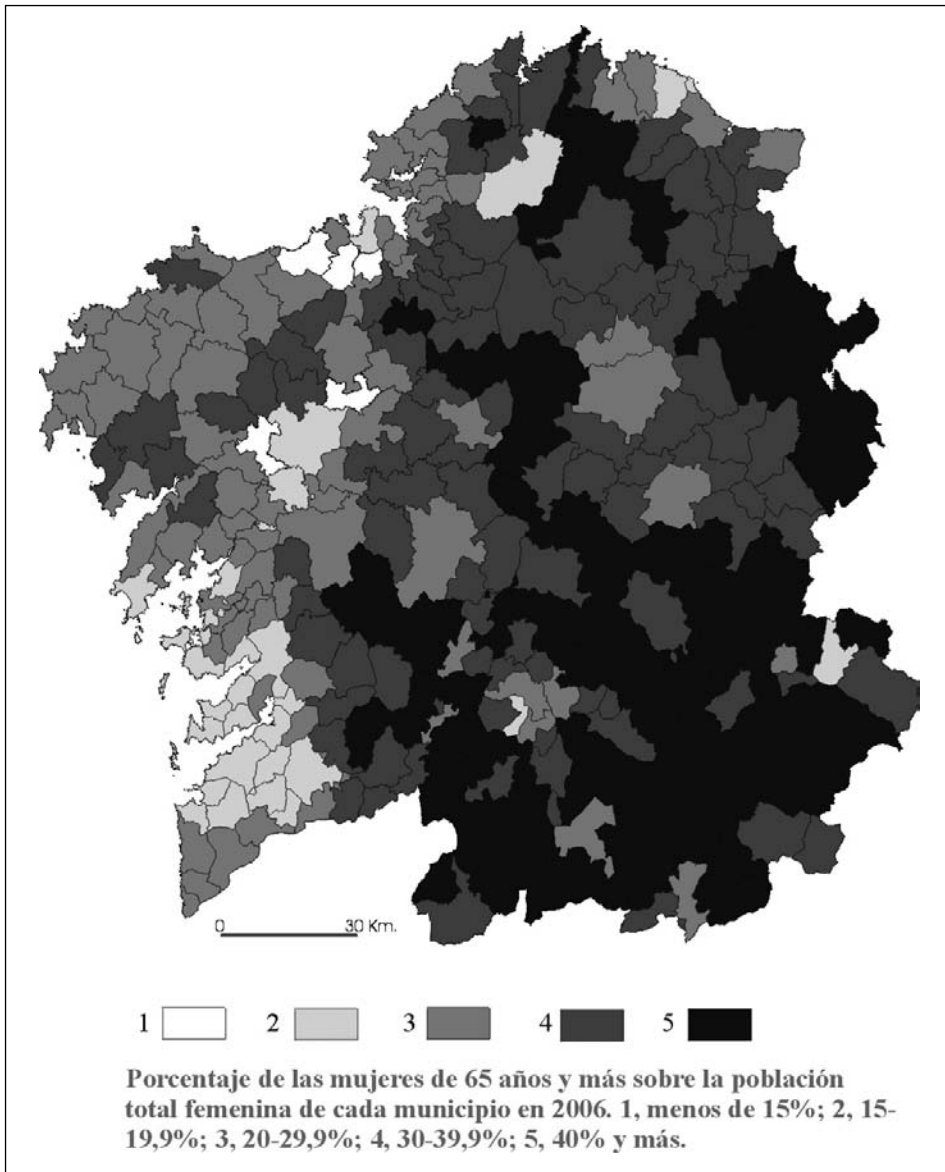 0 30 Km.
1 2 3 4 5
Porcentaje de las mujeres de 65 años y más sobre la población
total femenina de cada municipio en 2006. 1, menos de 15%; 2, 15-
19,9%; 3, 20-29,9%; 4, 30-39,9%; 5, 40% y más.